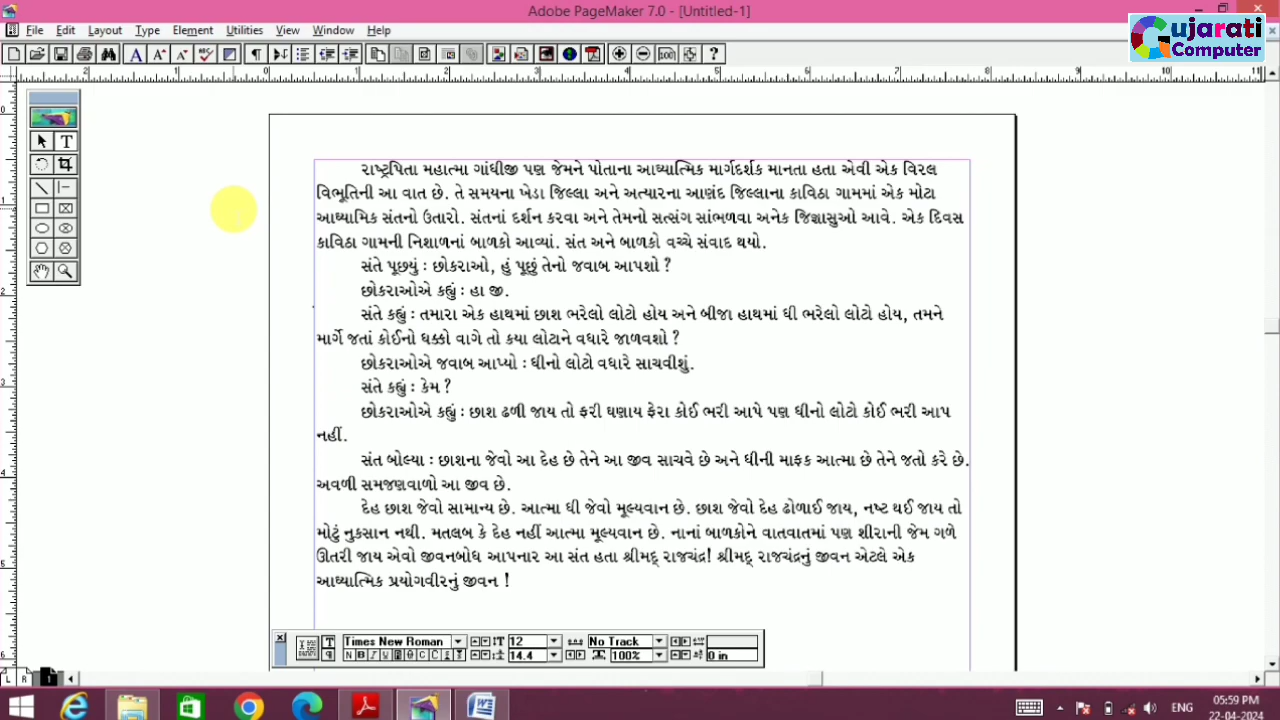 Adobe PageMaker 7.0 - [Untitled-1]
File Edit Layout Type Element Utilities View Window Help
Gujarati
Computer
રાષ્ટ્રપિતા મહાત્મા ગાંધીજી પણ જેમને પોતાના આધ્યાત્મિક માર્ગદર્શક માનતા હતા એવી એક વિરલ
વિભૂતિની આ વાત છે. તે સમયના ખેડા જિલ્લા અને અત્યારના આણંદ જિલ્લાના કાવિઠા ગામમાં એક મોટા
આધ્યામિક સંતનો ઉતારો. સંતનાં દર્શન કરવા અને તેમનો સત્સંગ સાંભળવા અનેક જિજ્ઞાસુઓ આવે. એક દિવસ
કાવિઠા ગામની નિશાળનાં બાળકો આવ્યાં. સંત અને બાળકો વચ્ચે સંવાદ થયો.
સંતે પૂછ્યું : છોકરાઓ, હું પૂછું તેનો જવાબ આપશો ?
છોકરાઓએ કહ્યું : હા જી.
સંતે કહ્યું : તમારા એક હાથમાં છાશ ભરેલો લોટો હોય અને બીજા હાથમાં ઘી ભરેલો લોટો હોય, તમને
માર્ગે જતાં કોઈનો ધક્કો વાગે તો કયા લોટાને વધારે જાળવશો ?
છોકરાઓએ જવાબ આપ્યો : ઘીનો લોટો વધારે સાચવીશું.
સંતે કહ્યું : કેમ ?
છોકરાઓએ કહ્યું : છાશ ઢળી જાય તો ફરી ઘણાય ફેરા કોઈ ભરી આપે પણ ઘીનો લોટો કોઈ ભરી આપ
નહીં.
સંત બોલ્યા : છાશના જેવો આ દેહ છે તેને આ જીવ સાચવે છે અને ઘીની માફક આત્મા છે તેને જતો કરે છે.
અવળી સમજણવાળો આ જીવ છે.
દેહ છાશ જેવો સામાન્ય છે. આત્મા ઘી જેવો મૂલ્યવાન છે. છાશ જેવો દેહ ઢોળાઈ જાય, નષ્ટ થઈ જાય તો
મોટું નુકસાન નથી. મતલબ કે દેહ નહીં આત્મા મૂલ્યવાન છે. નાનાં બાળકોને વાતવાતમાં પણ શીરાની જેમ ગળે
ઊતરી જાય એવો જીવનબોધ આપનાર આ સંત હતા શ્રીમદ્ રાજચંદ્ર! શ્રીમદ્ રાજચંદ્રનું જીવન એટલે એક
આધ્યાત્મિક પ્રયોગવીરનું જીવન !
Times New Roman 12 No Track
14.4 100% 0 in
L R 1
ENG 05:59 PM
22-04-2024